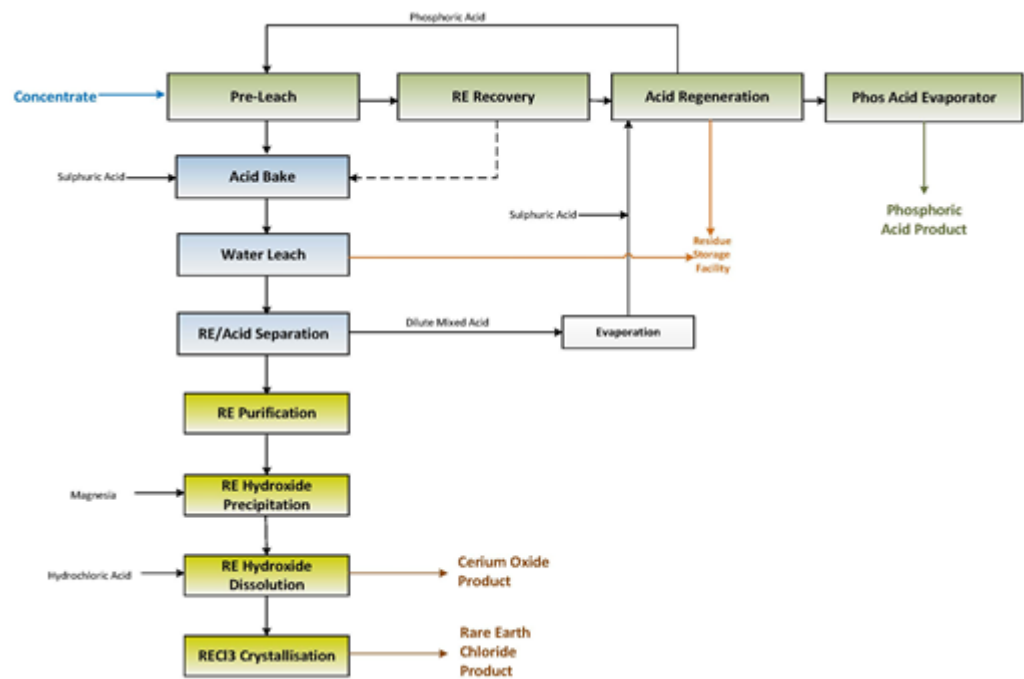 Phosphoric Acid
Concentrate
Pre-Leach
RE Recovery
Acid Regeneration
Phos Acid Evaporator
Sulphuric Acid
Acid Bake
Sulphuric Acid
Phosphoric
Acid Product
Water Leach
Residue
Storage
Facility
RE/Acid Separation
Dilute Mixed Acid
Evaporation
RE Purification
Magnesia
RE Hydroxide
Precipitation
Hydrochloric Acid
RE Hydroxide
Dissolution
Cerium Oxide
Product
RECl3 Crystallisation
Rare Earth
Chloride
Product